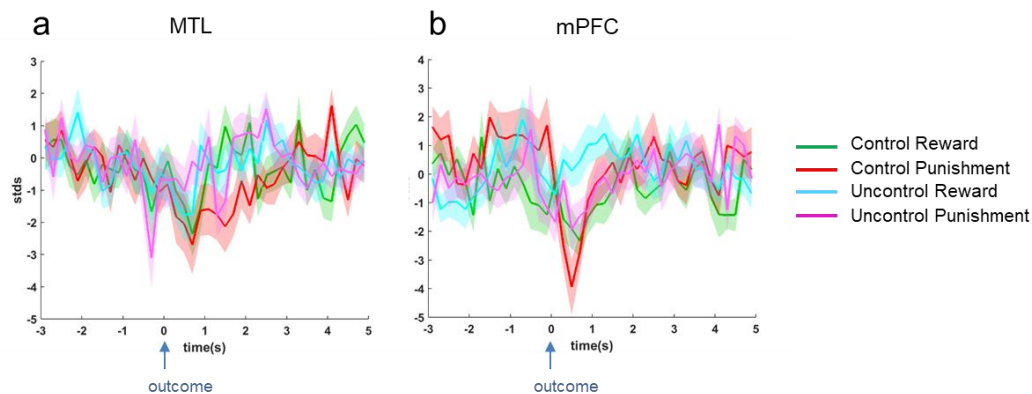 a
MTL
b
mPFC
3
2
1
0
-1
-2
-3
-4
-5
stds
-3
-2
-1
0
1
2
3
4
5
time(s)
outcome
4
3
2
1
0
-1
-2
-3
-4
-5
-3
-2
-1
0
1
2
3
4
5
time(s)
outcome
Control Reward
Control Punishment
Uncontrol Reward
Uncontrol Punishment